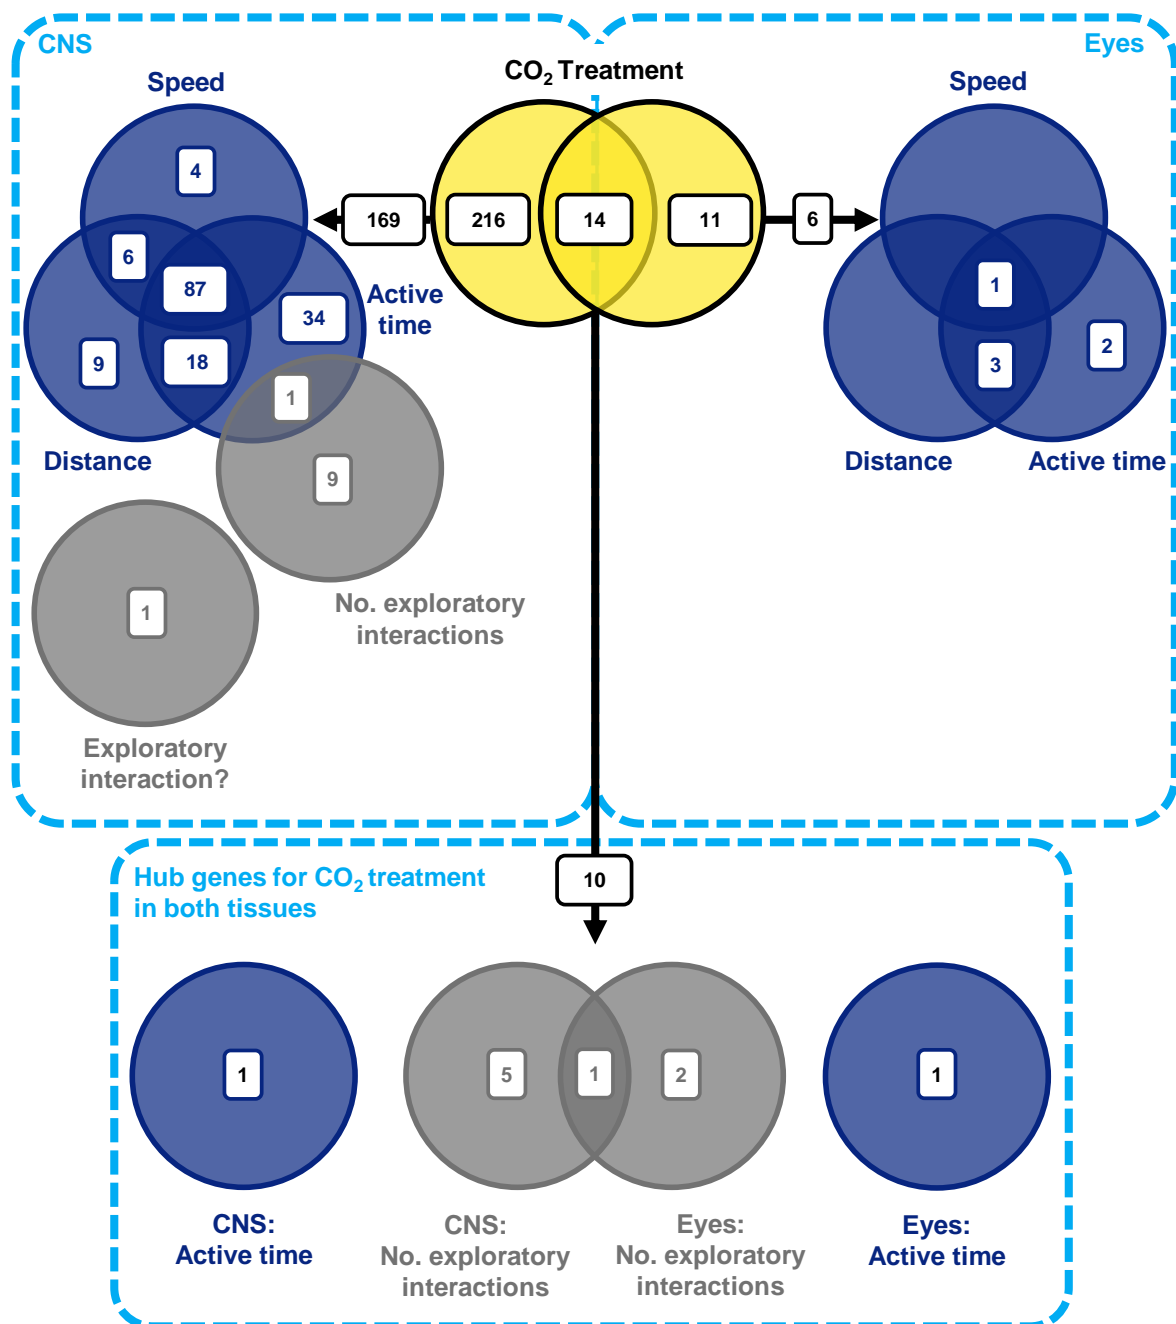 CNS
Eyes
CO₂ Treatment
Speed
Speed
4
169
216
14
11
6
6
87
1
Active
time
34
9
18
3
2
1
Distance
Distance
Active time
9
1
No. exploratory
interactions
Exploratory
interaction?
10
Hub genes for CO₂ treatment
in both tissues
1
5
1
2
1
CNS:
Active time
CNS:
No. exploratory
interactions
Eyes:
No. exploratory
interactions
Eyes:
Active time